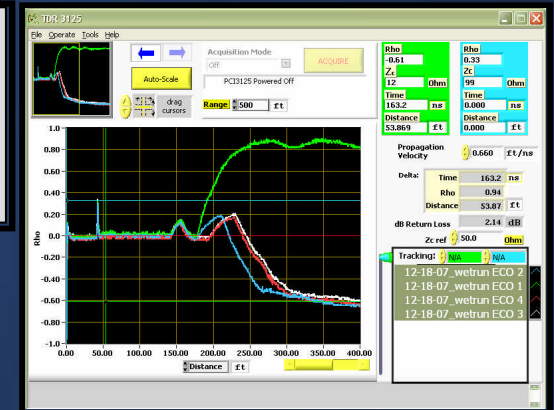 TDR 3125
File Operate Tools Help
Auto-Scale
drag
cursors
Acquisition Mode
Off
ACQUIRE
PCI3125 Powered Off
Range 500 ft
Rho
-0.61
Zc
12 Ohm
Time
163.2 ns
Distance
53.869 ft
Rho
0.33
Zc
99 Ohm
Time
0.000 ns
Distance
0.000 ft
Propagation
Velocity 0.660 ft/ns
Delta: Time 163.2 ns
Rho 0.94
Distance 53.87 ft
dB Return Loss 2.14 dB
Zc ref 50.0 Ohm
Tracking: N/A N/A
12-18-07_wetrun ECO 2
12-18-07_wetrun ECO 1
12-18-07_wetrun ECO 4
12-18-07_wetrun ECO 3
Rho
1.0
0.80
0.60
0.40
0.20
0.0
-0.20
-0.40
-0.60
-0.80
-1.0
0.00 50.00 100.00 150.00 200.00 250.00 300.00 350.00 400.00
Distance ft